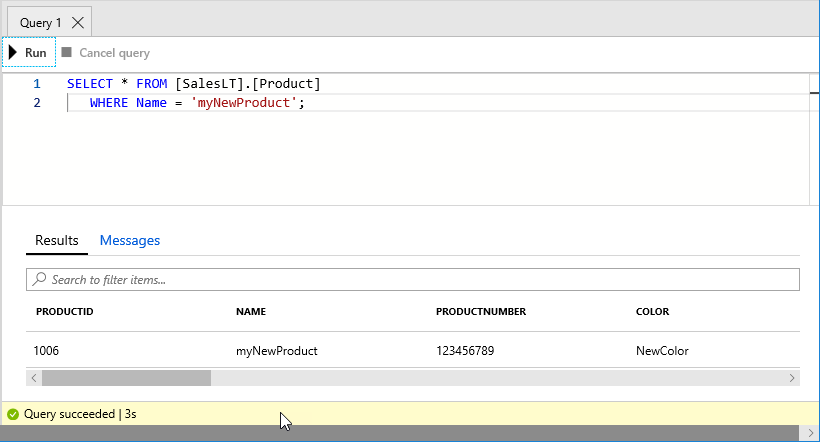 Query 1
Run Cancel query
1 SELECT * FROM [SalesLT].[Product]
2 WHERE Name = 'myNewProduct';
Results Messages
Search to filter items...
PRODUCTID NAME PRODUCTNUMBER COLOR
1006 myNewProduct 123456789 NewColor
Query succeeded | 3s